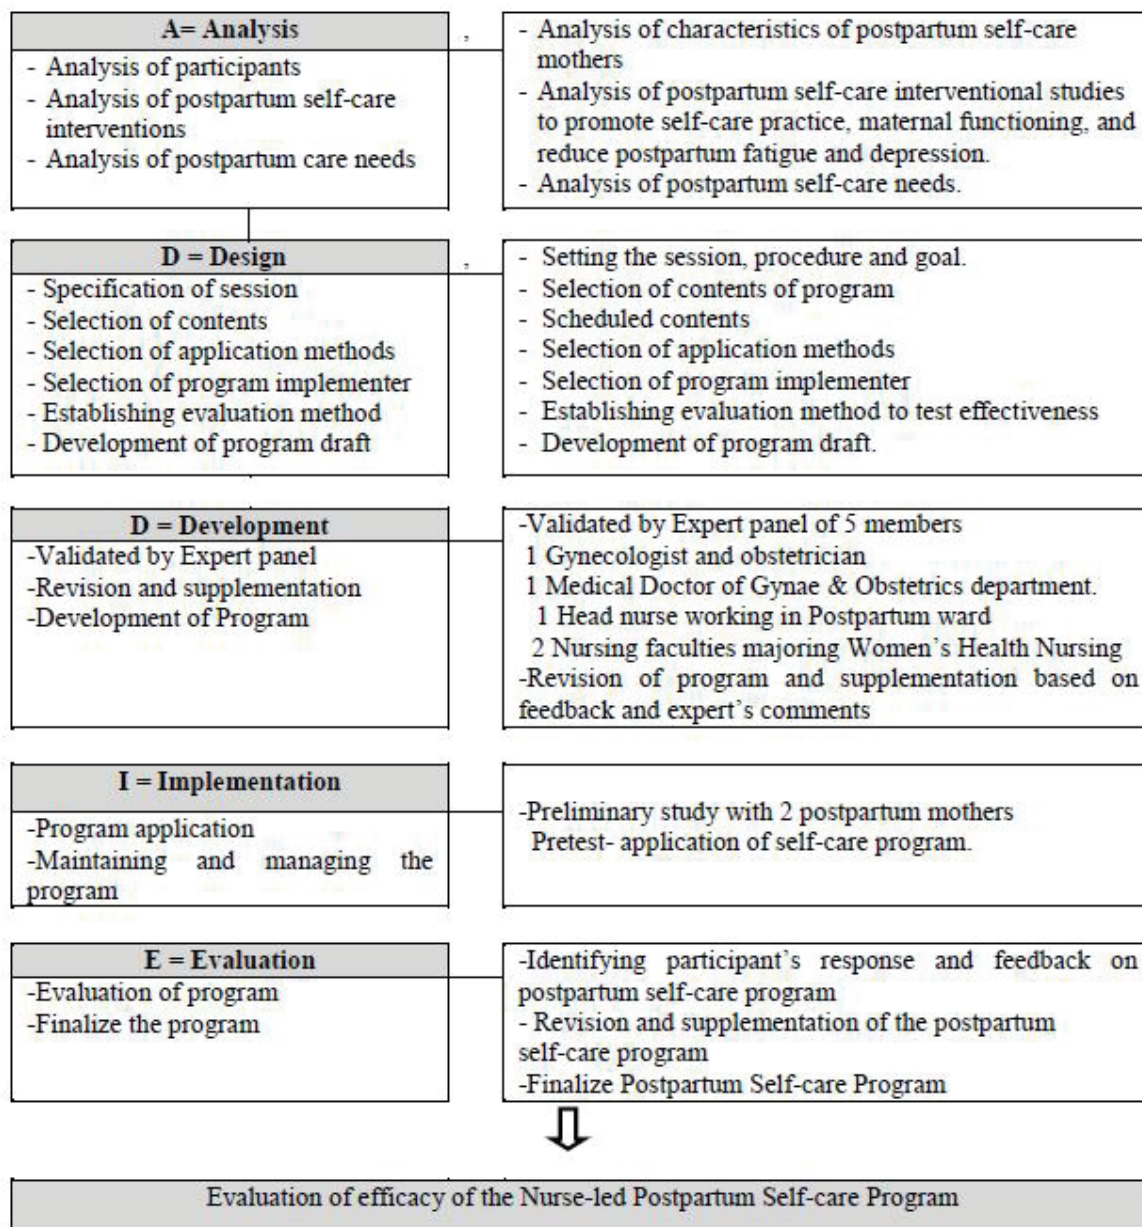 A= Analysis
- Analysis of participants
- Analysis of postpartum self-care
interventions
- Analysis of postpartum care needs
,
- Analysis of characteristics of postpartum self-care
mothers
- Analysis of postpartum self-care interventional studies
to promote self-care practice, maternal functioning, and
reduce postpartum fatigue and depression.
- Analysis of postpartum self-care needs.
D = Design
- Specification of session
- Selection of contents
- Selection of application methods
- Selection of program implementer
- Establishing evaluation method
- Development of program draft
,
- Setting the session, procedure and goal.
- Selection of contents of program
- Scheduled contents
- Selection of application methods
- Selection of program implementer
- Establishing evaluation method to test effectiveness
- Development of program draft.
D = Development
-Validated by Expert panel
-Revision and supplementation
-Development of Program
-Validated by Expert panel of 5 members
1 Gynecologist and obstetrician
1 Medical Doctor of Gynae & Obstetrics department.
1 Head nurse working in Postpartum ward
2 Nursing faculties majoring Women's Health Nursing
-Revision of program and supplementation based on
feedback and expert's comments
I = Implementation
-Program application
-Maintaining and managing the
program
-Preliminary study with 2 postpartum mothers
Pretest- application of self-care program.
E = Evaluation
-Evaluation of program
-Finalize the program
-Identifying participant's response and feedback on
postpartum self-care program
- Revision and supplementation of the postpartum
self-care program
-Finalize Postpartum Self-care Program
Evaluation of efficacy of the Nurse-led Postpartum Self-care Program